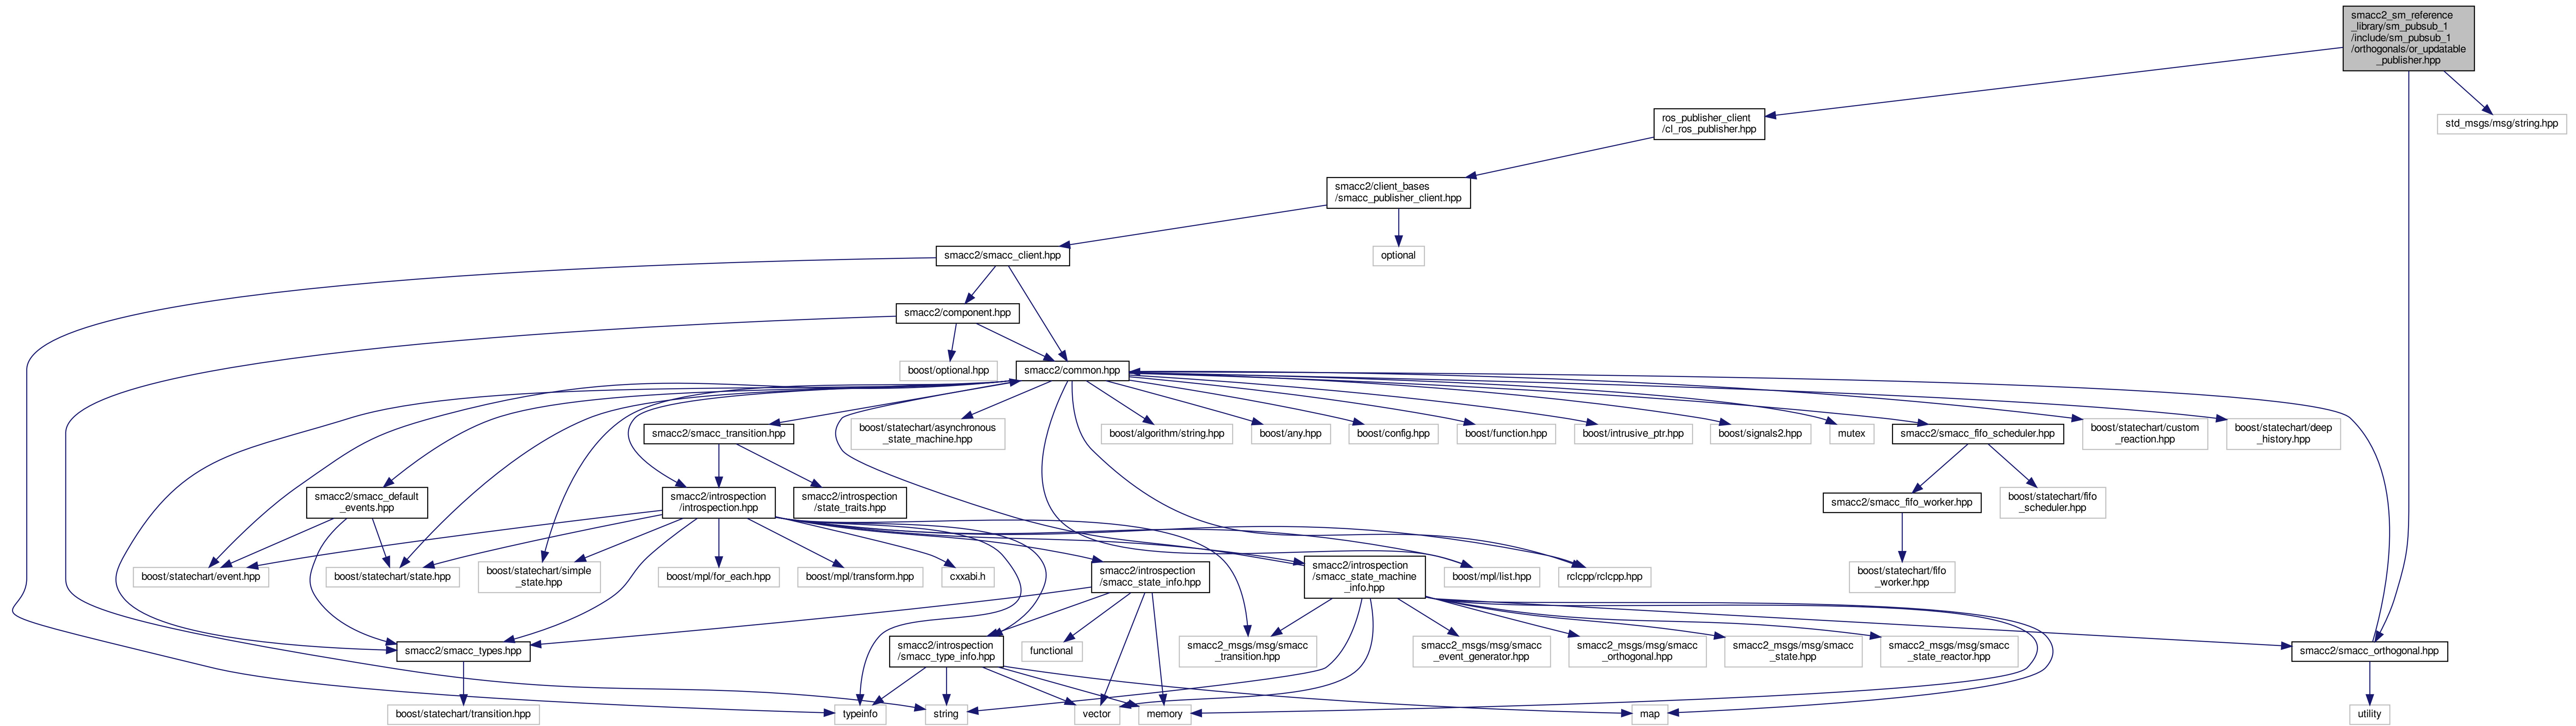 smacc2_sm_reference
_library/sm_pubsub_1
/include/sm_pubsub_1
/orthogonals/or_updatable
_publisher.hpp
ros_publisher_client
/cl_ros_publisher.hpp
std_msgs/msg/string.hpp
smacc2/client_bases
/smacc_publisher_client.hpp
smacc2/smacc_client.hpp
optional
smacc2/component.hpp
boost/optional.hpp
smacc2/common.hpp
smacc2/smacc_transition.hpp
boost/statechart/asynchronous
_state_machine.hpp
boost/algorithm/string.hpp
boost/any.hpp
boost/config.hpp
boost/function.hpp
boost/intrusive_ptr.hpp
boost/signals2.hpp
mutex
smacc2/smacc_fifo_scheduler.hpp
boost/statechart/custom
_reaction.hpp
boost/statechart/deep
_history.hpp
smacc2/smacc_default
_events.hpp
smacc2/introspection
/introspection.hpp
smacc2/introspection
/state_traits.hpp
smacc2/smacc_fifo_worker.hpp
boost/statechart/fifo
_scheduler.hpp
boost/statechart/event.hpp
boost/statechart/state.hpp
boost/statechart/simple
_state.hpp
boost/mpl/for_each.hpp
boost/mpl/transform.hpp
cxxabi.h
smacc2/introspection
/smacc_state_info.hpp
smacc2/introspection
/smacc_state_machine
_info.hpp
boost/mpl/list.hpp
rclcpp/rclcpp.hpp
boost/statechart/fifo
_worker.hpp
smacc2/smacc_types.hpp
smacc2/introspection
/smacc_type_info.hpp
functional
smacc2_msgs/msg/smacc
_transition.hpp
smacc2_msgs/msg/smacc
_event_generator.hpp
smacc2_msgs/msg/smacc
_orthogonal.hpp
smacc2_msgs/msg/smacc
_state.hpp
smacc2_msgs/msg/smacc
_state_reactor.hpp
smacc2/smacc_orthogonal.hpp
boost/statechart/transition.hpp
typeinfo
string
vector
memory
map
utility